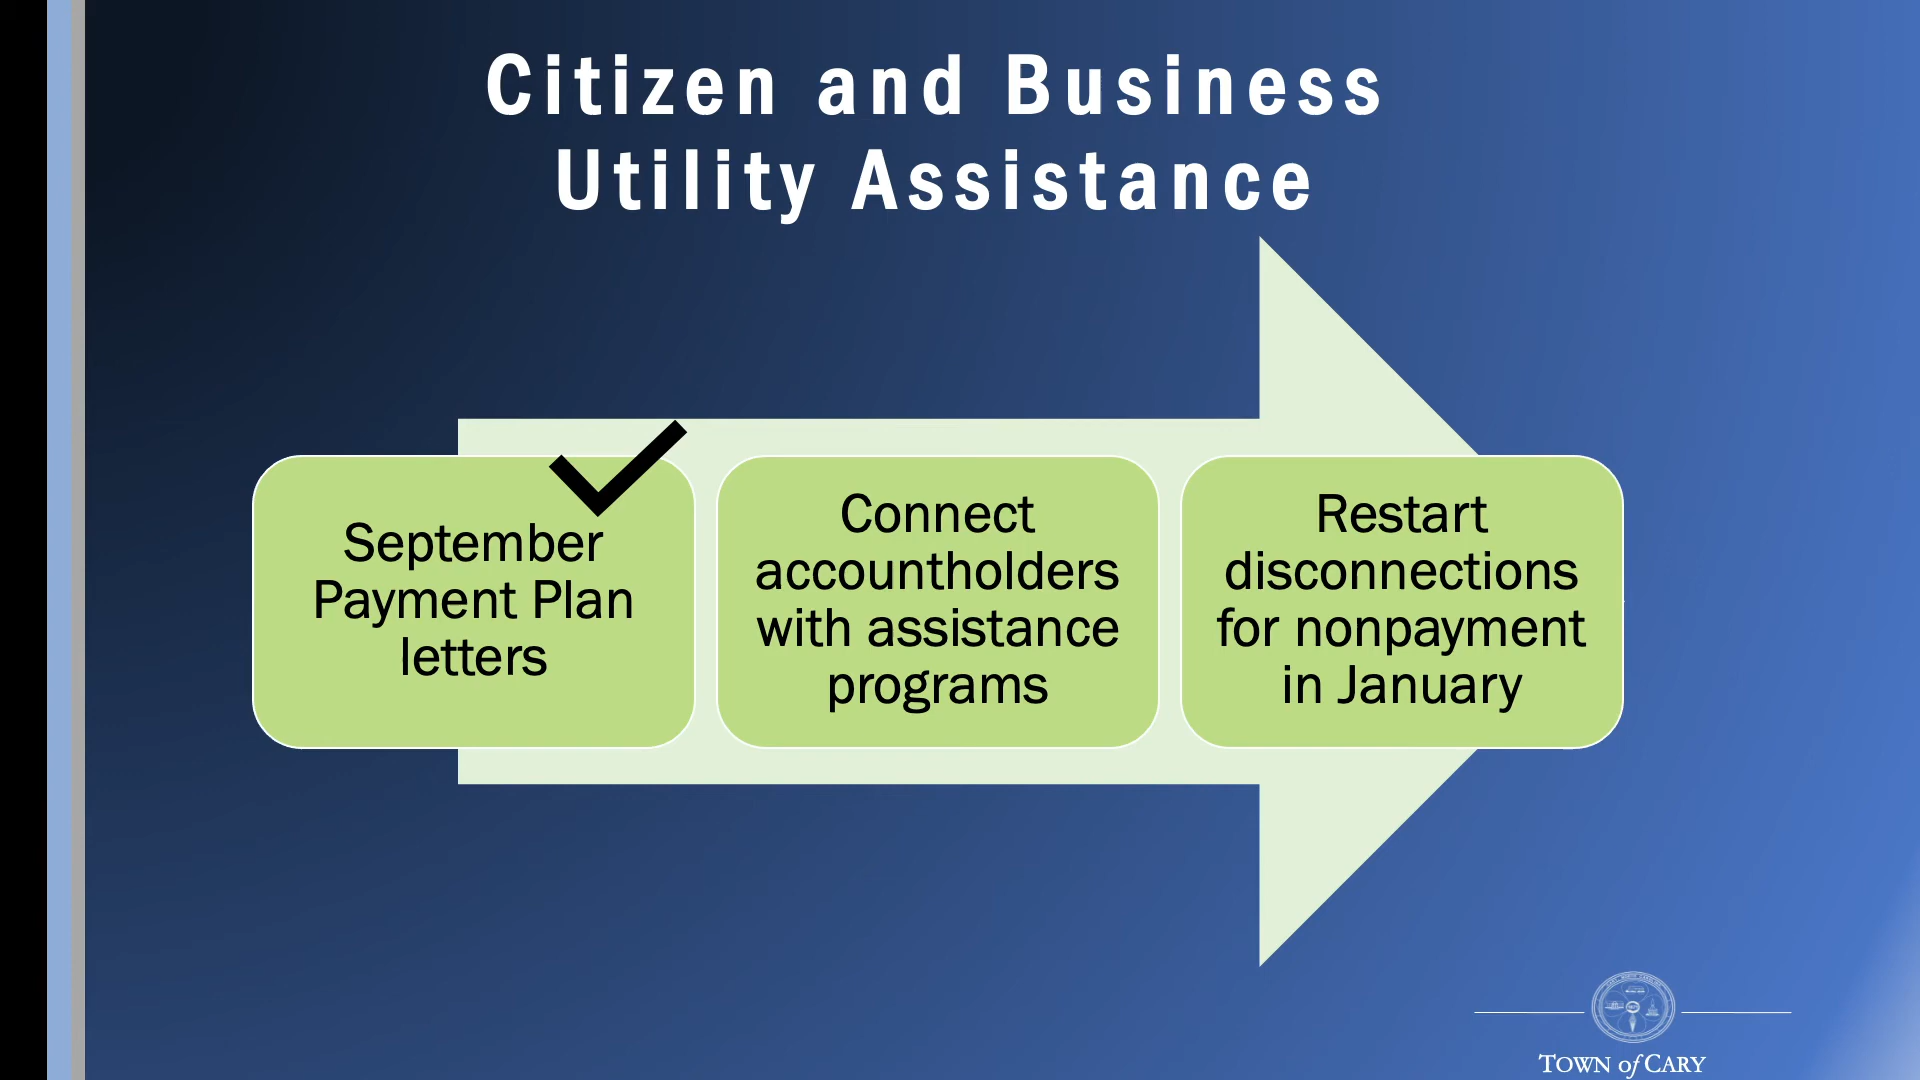 Citizen and Business
Utility Assistance
September
Payment Plan
letters
Connect
accountholders
with assistance
programs
Restart
disconnections
for nonpayment
in January
TOWN of CARY